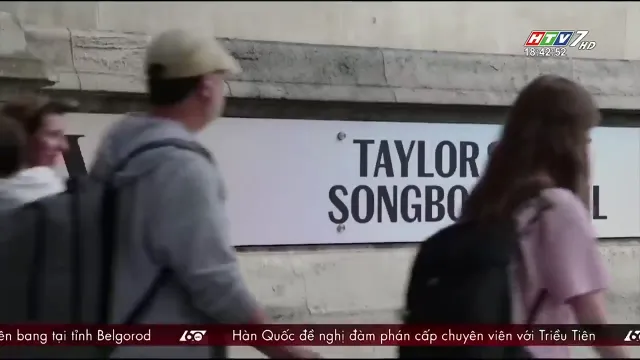 HTV7 HD
18:42:52
TAYLOR S
SONGBO L
ên bang tại tỉnh Belgorod 60 Hàn Quốc đề nghị đàm phán cấp chuyên viên với Triều Tiên